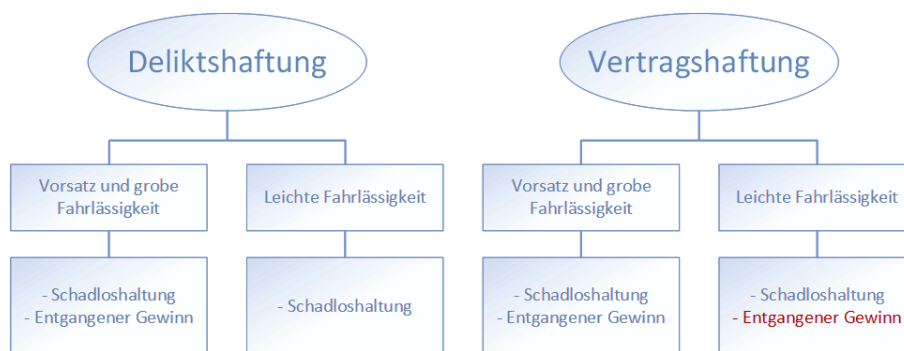 Deliktshaftung
Vorsatz und grobe
Fahrlässigkeit
Leichte Fahrlässigkeit
- Schadloshaltung
- Entgangener Gewinn
- Schadloshaltung
Vertragshaftung
Vorsatz und grobe
Fahrlässigkeit
Leichte Fahrlässigkeit
- Schadloshaltung
- Entgangener Gewinn
- Schadloshaltung
- Entgangener Gewinn